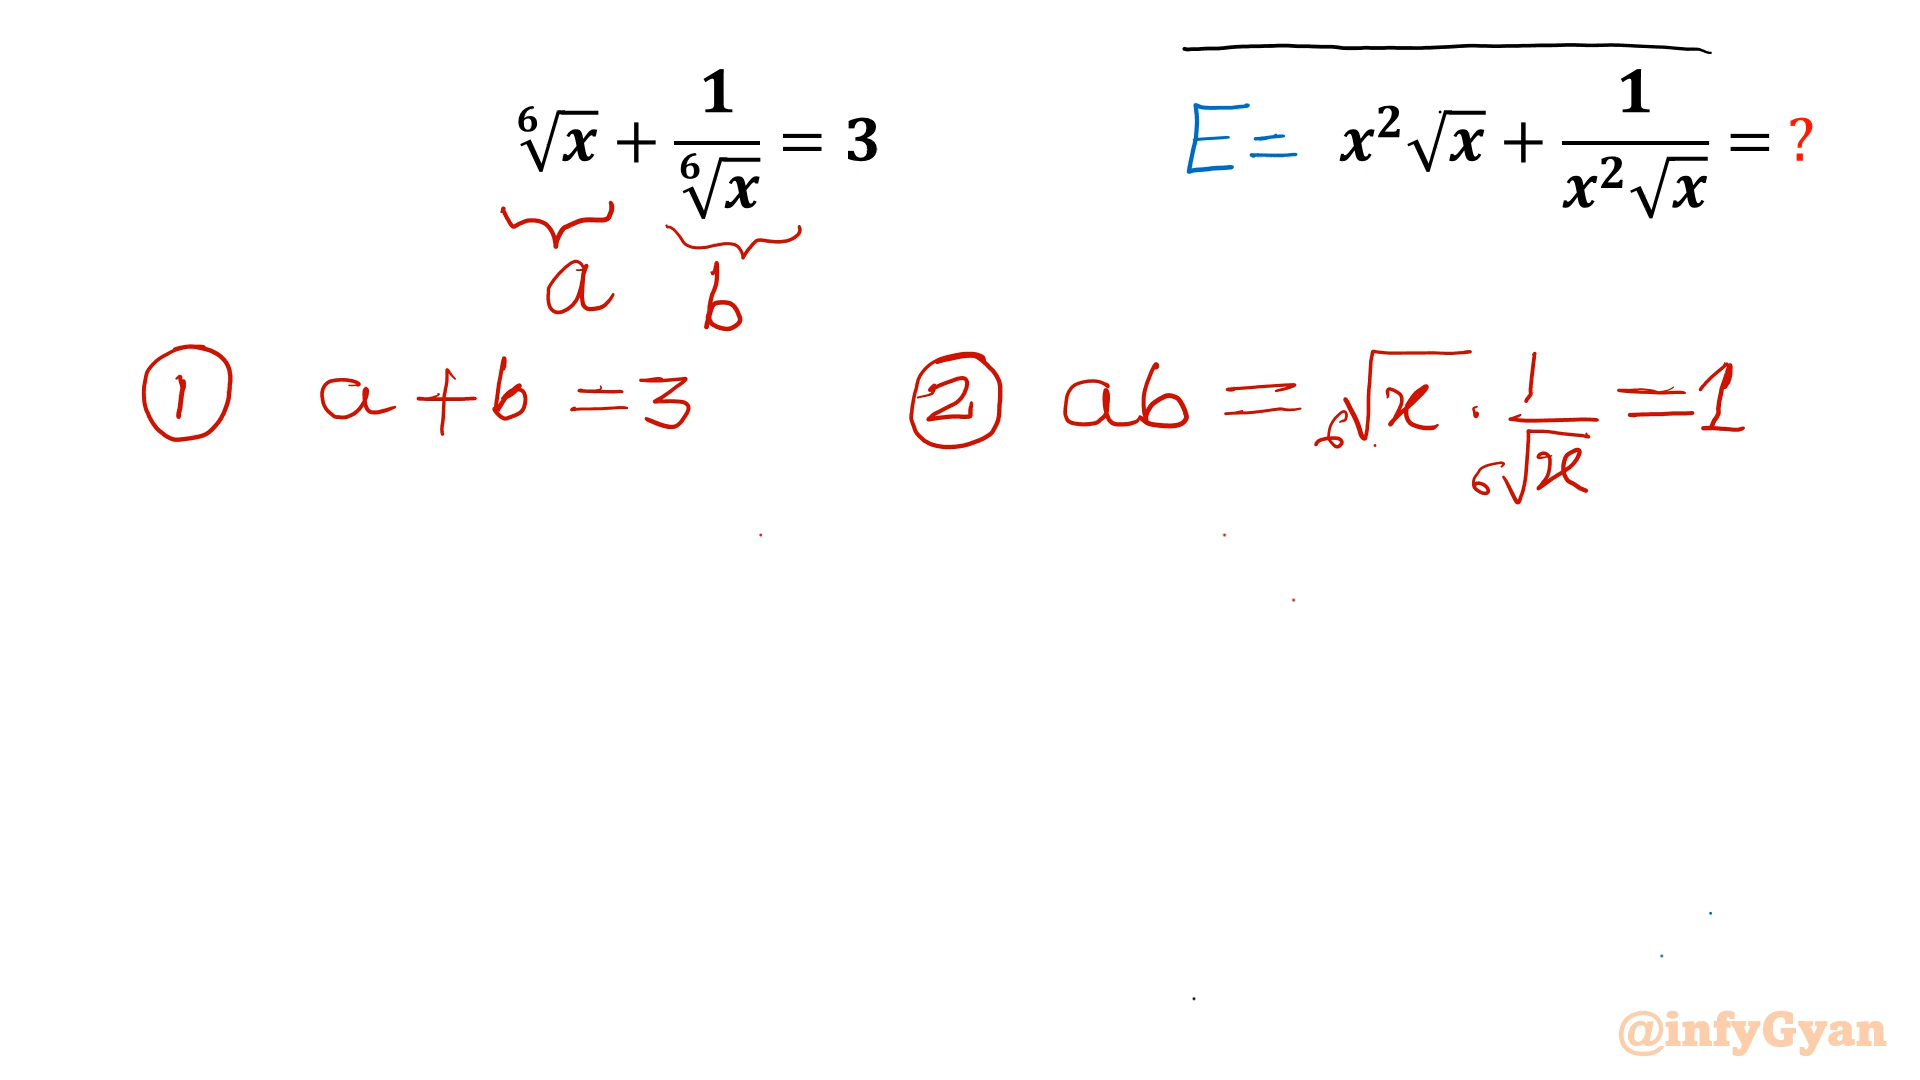 ⁶√x + 1/⁶√x = 3
E = x²√x + 1/(x²√x) = ?
a b
① a + b = 3
② ab = ⁶√x · 1/⁶√x = 1
@infyGyan